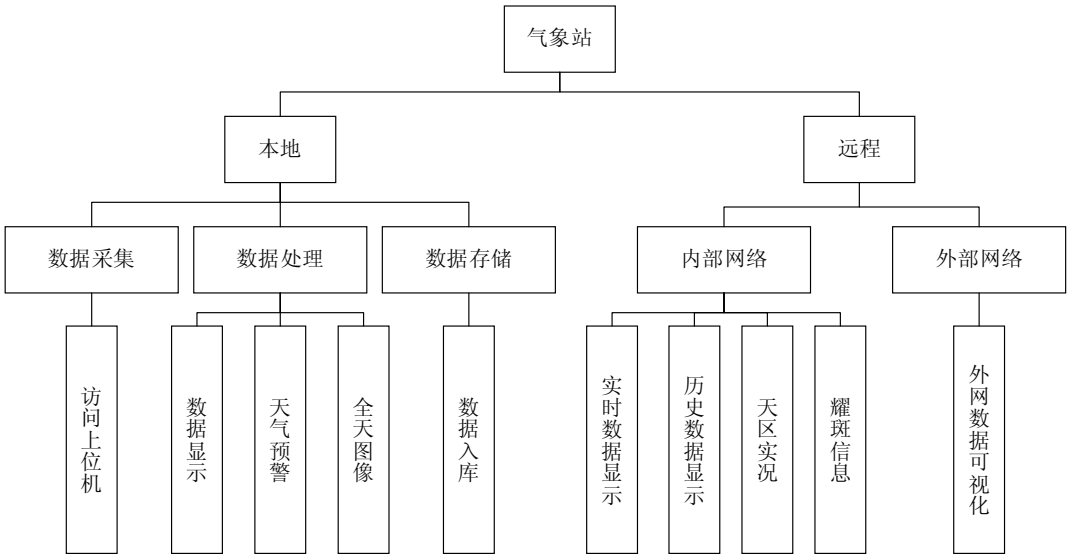 气象站
本地
远程
数据采集
数据处理
数据存储
内部网络
外部网络
访问上位机
数据显示
天气预警
全天图像
数据入库
实时数据显示
历史数据显示
天区实况
耀斑信息
外网数据可视化